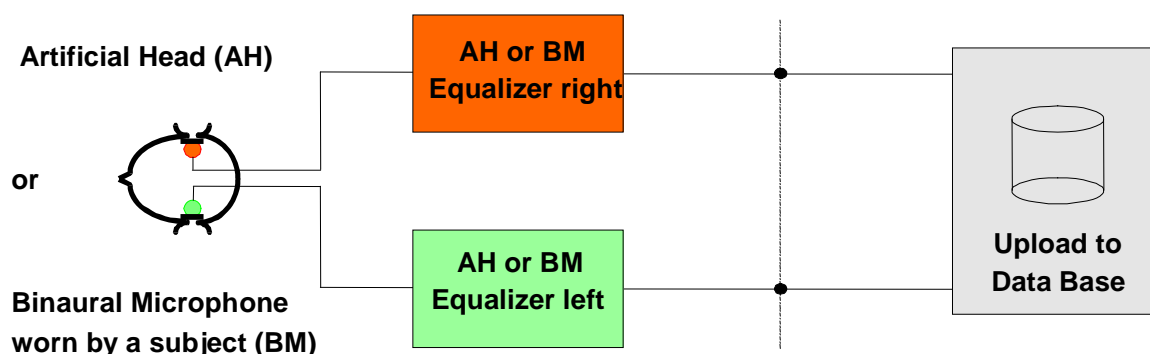 Artificial Head (AH)
or
Binaural Microphone
worn by a subject (BM)
AH or BM
Equalizer right
AH or BM
Equalizer left
Upload to
Data Base